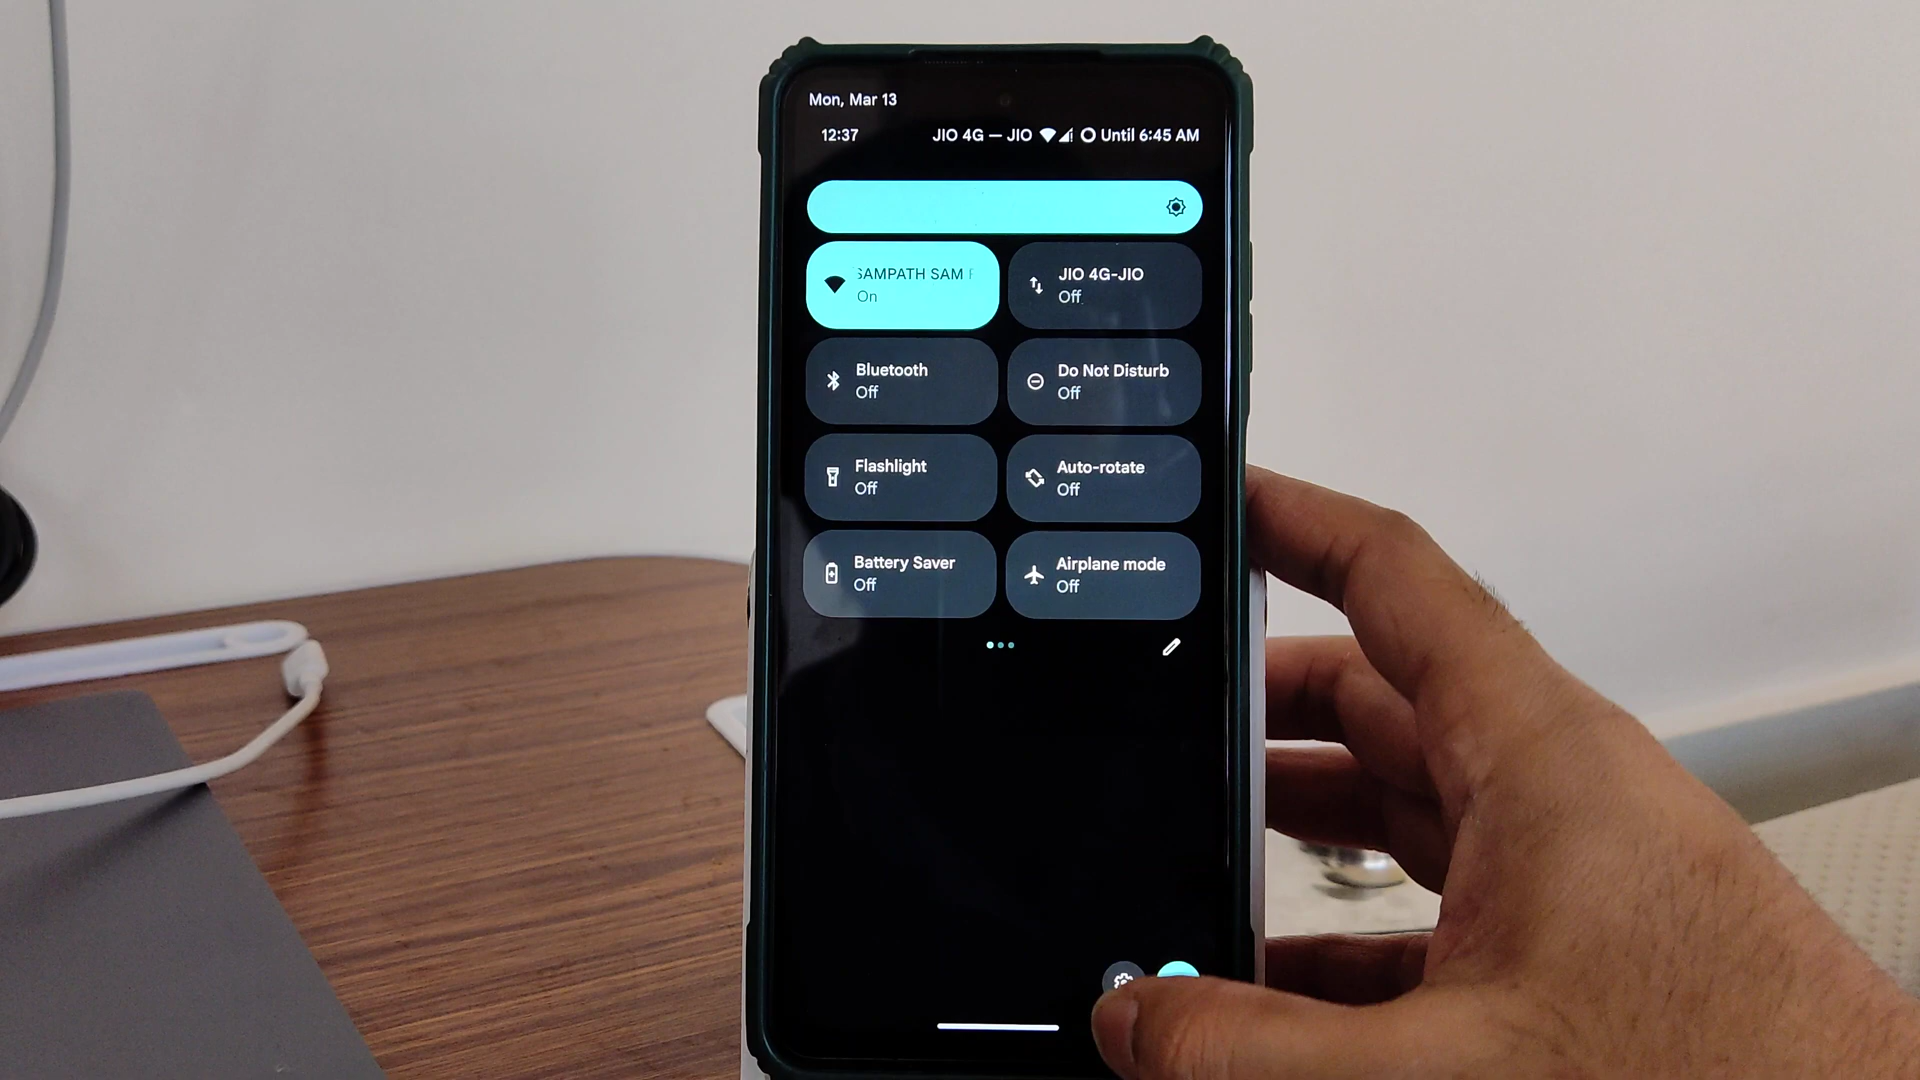 Mon, Mar 13
12:37 JIO 4G — JIO Until 6:45 AM
SAMPATH SAM
On
JIO 4G-JIO
Off
Bluetooth
Off
Do Not Disturb
Off
Flashlight
Off
Auto-rotate
Off
Battery Saver
Off
Airplane mode
Off